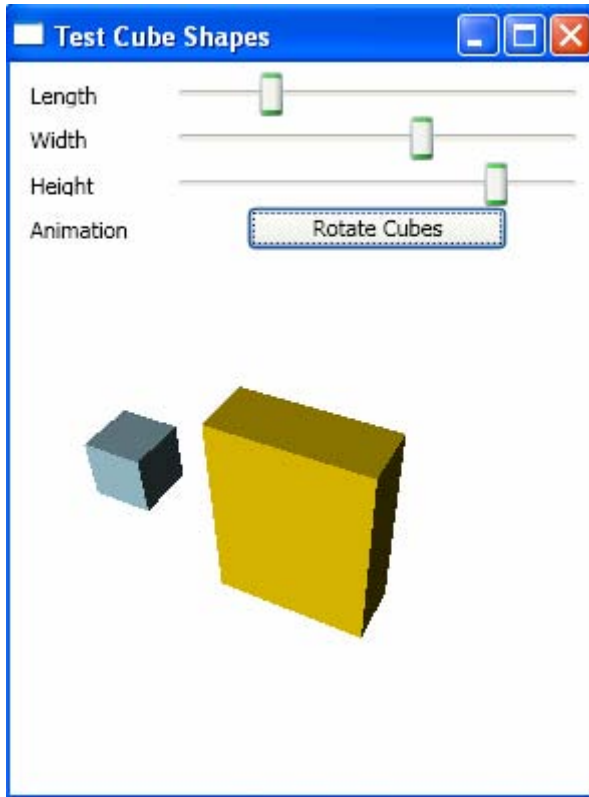 Test Cube Shapes
Length
Width
Height
Animation
Rotate Cubes